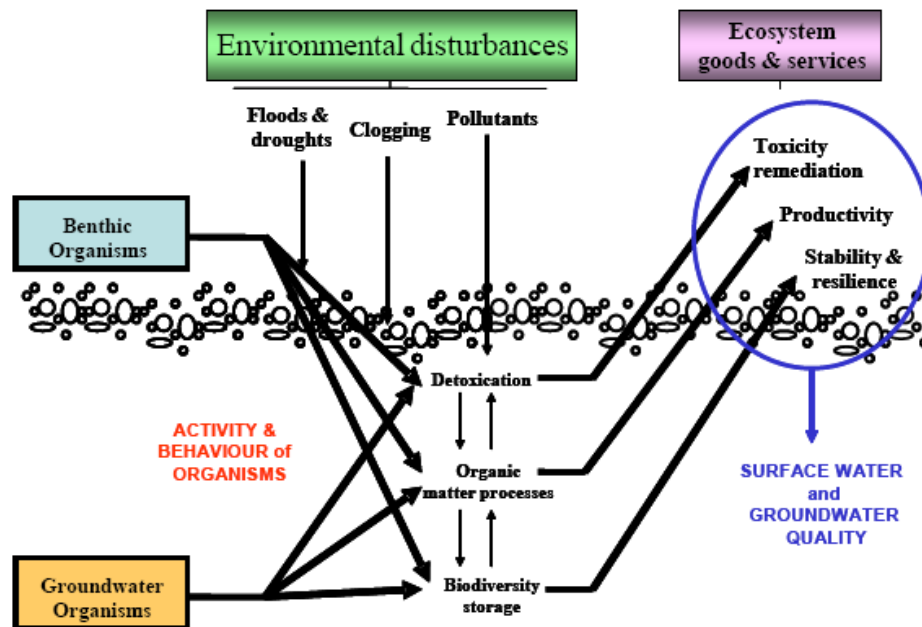 Environmental disturbances
Ecosystem
goods & services
Floods &
droughts
Clogging
Pollutants
Toxicity
remediation
Productivity
Stability &
resilience
Benthic
Organisms
Detoxication
ACTIVITY &
BEHAVIOUR of
ORGANISMS
Organic
matter processes
SURFACE WATER
and
GROUNDWATER
QUALITY
Groundwater
Organisms
Biodiversity
storage